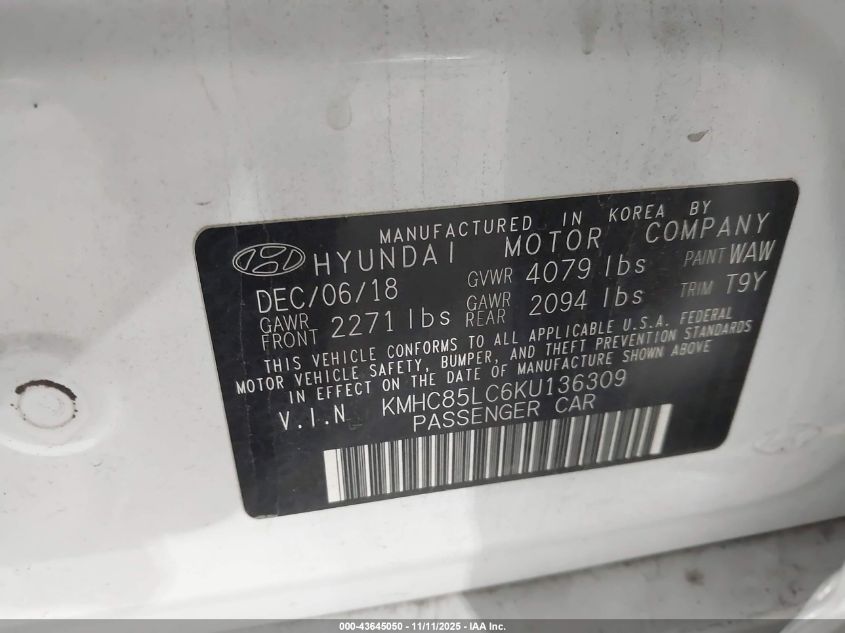 MANUFACTURED IN KOREA BY
HYUNDAI MOTOR COMPANY
DEC/06/18 GVWR 4079 lbs PAINT WAW
GAWR FRONT 2271 lbs GAWR REAR 2094 lbs TRIM T9Y
THIS VEHICLE CONFORMS TO ALL APPLICABLE U.S.A. FEDERAL
MOTOR VEHICLE SAFETY, BUMPER, AND THEFT PREVENTION STANDARDS
IN EFFECT ON THE DATE OF MANUFACTURE SHOWN ABOVE
V.I.N KMHC85LC6KU136309
PASSENGER CAR
000-43645050 - 11/11/2025 - IAA Inc.